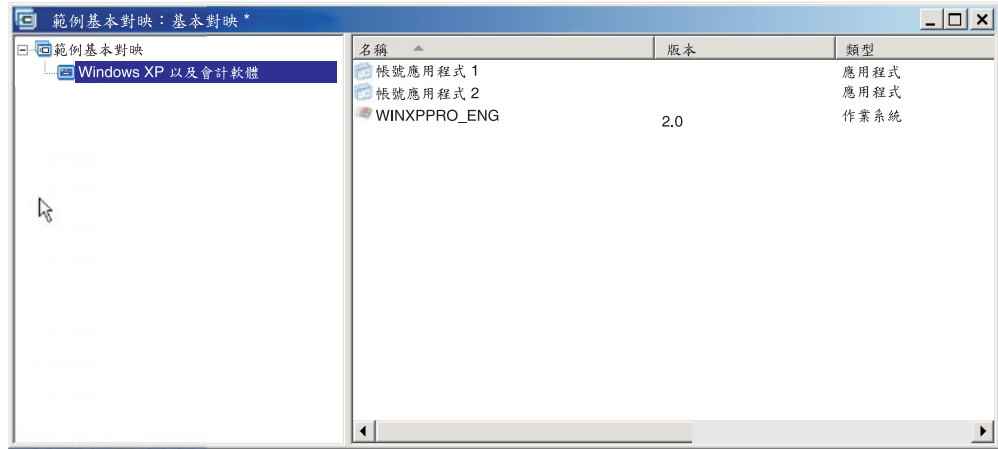 範例基本對映：基本對映 *
範例基本對映
Windows XP 以及會計軟體
名稱 版本 類型
帳號應用程式 1 應用程式
帳號應用程式 2 應用程式
WINXPPRO_ENG 2.0 作業系統